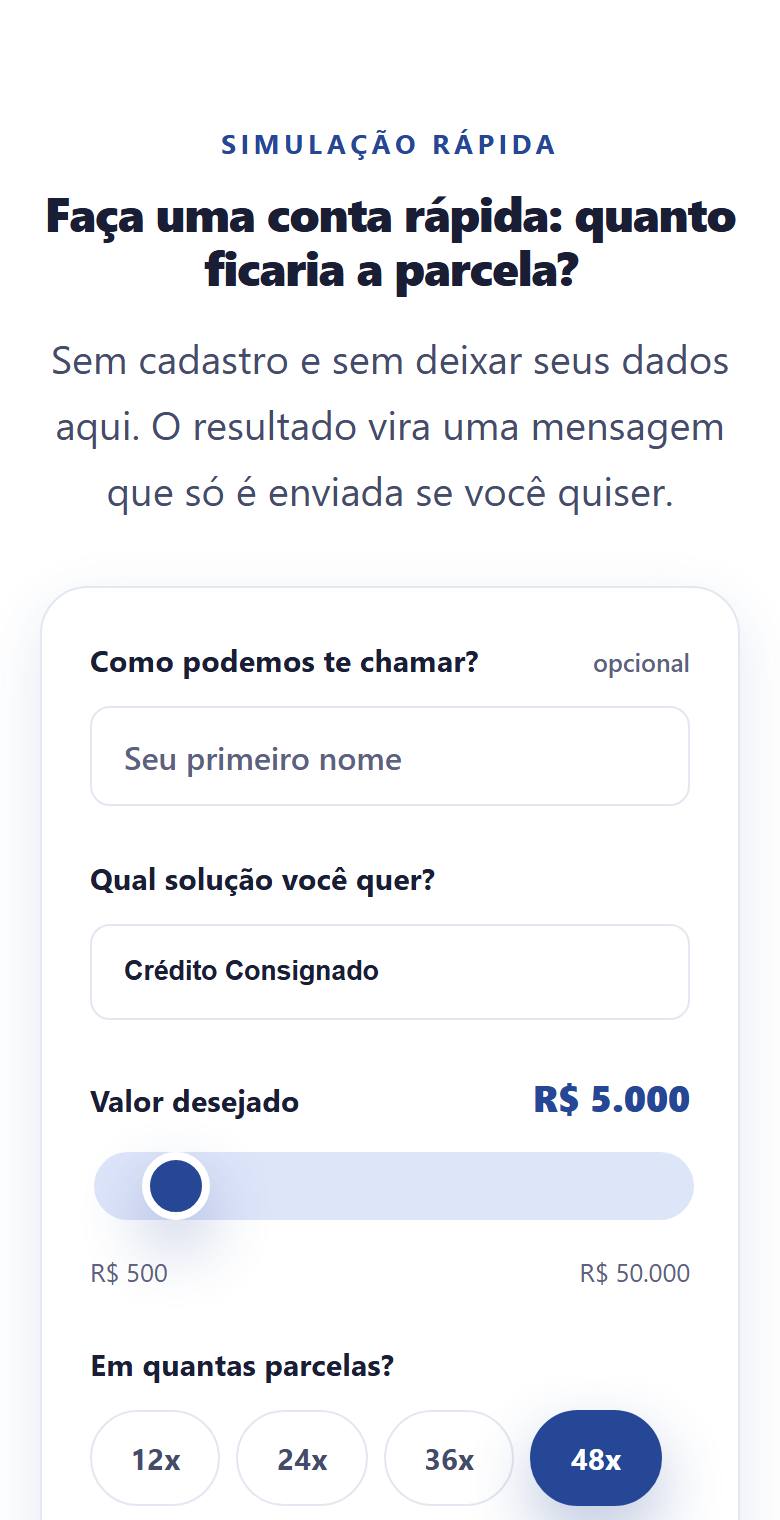 SIMULAÇÃO RÁPIDA
Faça uma conta rápida: quanto
ficaria a parcela?
Sem cadastro e sem deixar seus dados
aqui. O resultado vira uma mensagem
que só é enviada se você quiser.
Como podemos te chamar? opcional
Seu primeiro nome
Qual solução você quer?
Crédito Consignado
Valor desejado R$ 5.000
R$ 500 R$ 50.000
Em quantas parcelas?
12x 24x 36x 48x